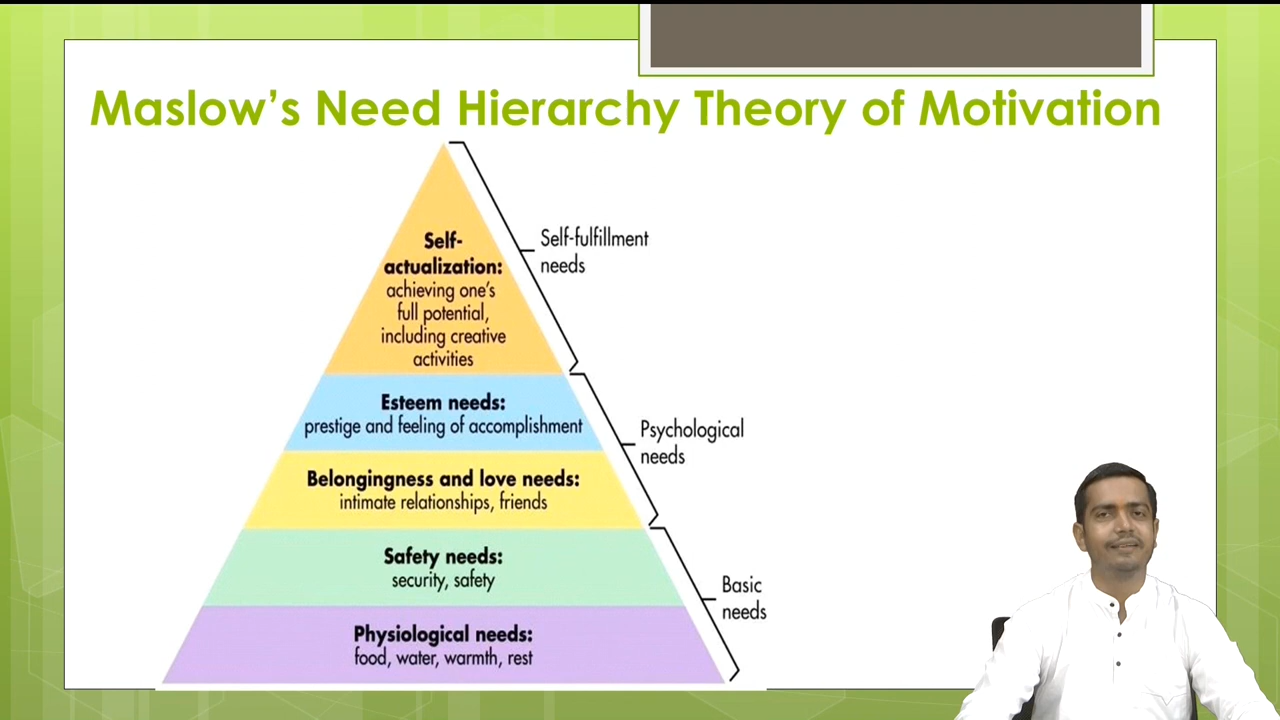 Maslow’s Need Hierarchy Theory of Motivation
Self-
actualization:
achieving one’s
full potential,
including creative
activities
Self-fulfillment
needs
Esteem needs:
prestige and feeling of accomplishment
Psychological
needs
Belongingness and love needs:
intimate relationships, friends
Safety needs:
security, safety
Basic
needs
Physiological needs:
food, water, warmth, rest